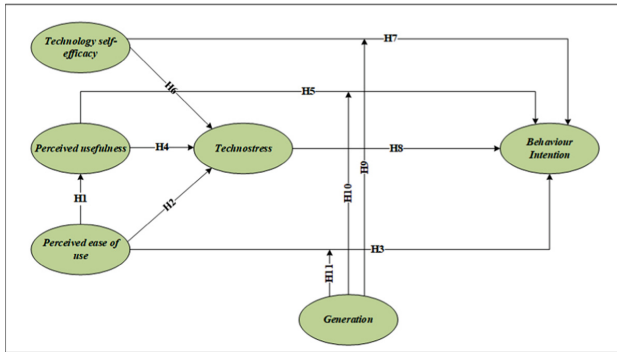 Technology self-
efficacy
H7
H6
H5
Perceived usefulness
H4
Technostress
H8
Behaviour
Intention
H9
H10
H1
H2
Perceived ease of
use
H3
H11
Generation